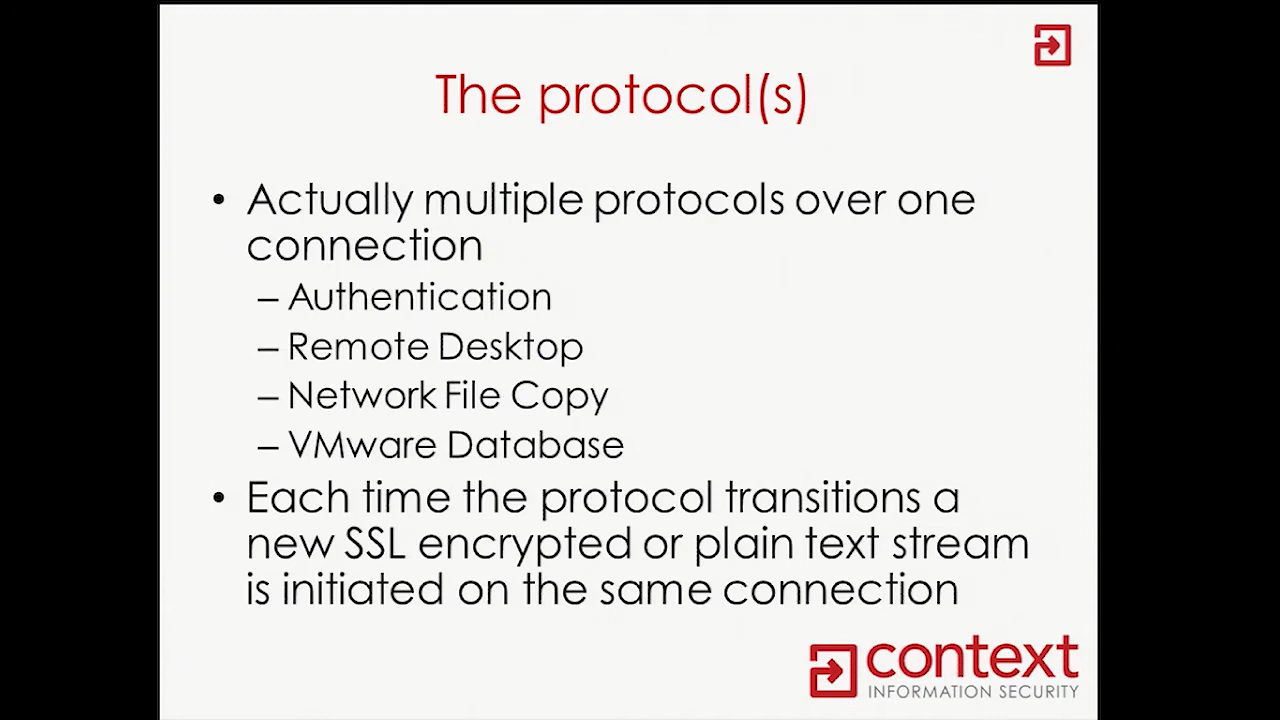 The protocol(s)
• Actually multiple protocols over one
connection
– Authentication
– Remote Desktop
– Network File Copy
– VMware Database
• Each time the protocol transitions a
new SSL encrypted or plain text stream
is initiated on the same connection
context
INFORMATION SECURITY